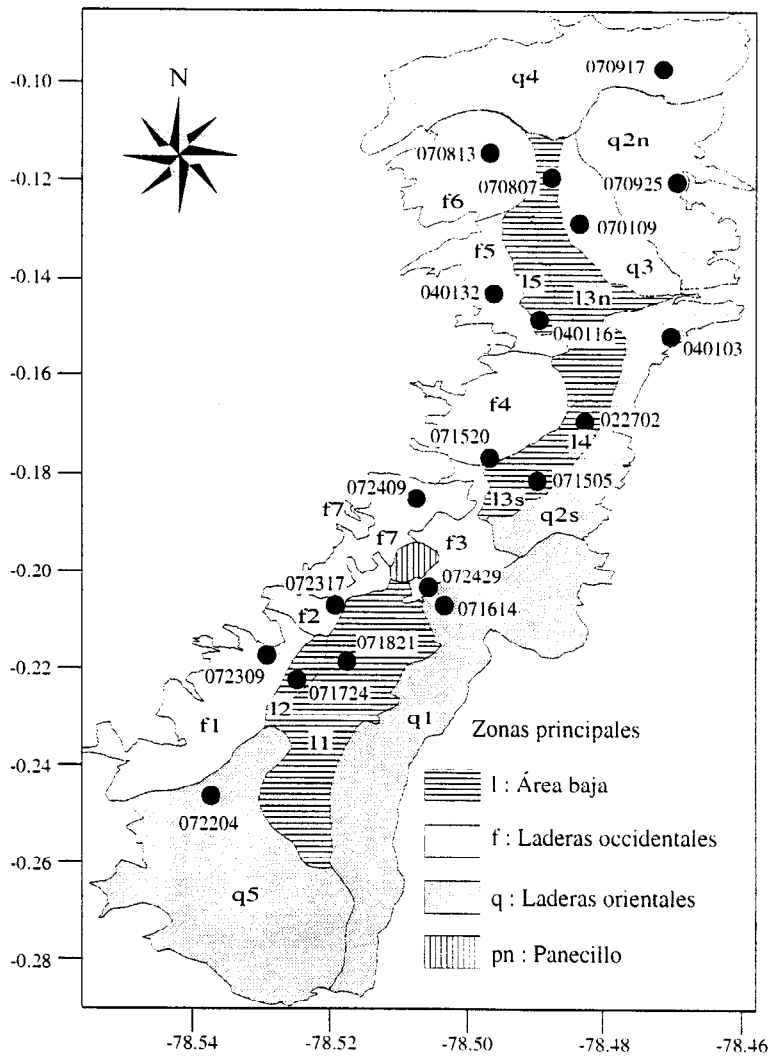 -0.10
N
q4
070917
q2n
070813
-0.12
070807
070925
f6
070109
f5
q3
-0.14
l5
040132
l3n
040116
040103
-0.16
f4
022702
071520
l4
-0.18
072409
071505
l3s
q2s
f7
f7
f3
-0.20
072429
072317
071614
f2
071821
-0.22
072309
071724
l2
q1
f1
Zonas principales
l1
-0.24
l : Área baja
072204
f : Laderas occidentales
-0.26
q5
q : Laderas orientales
pn : Panecillo
-0.28
-78.54 -78.52 -78.50 -78.48 -78.46